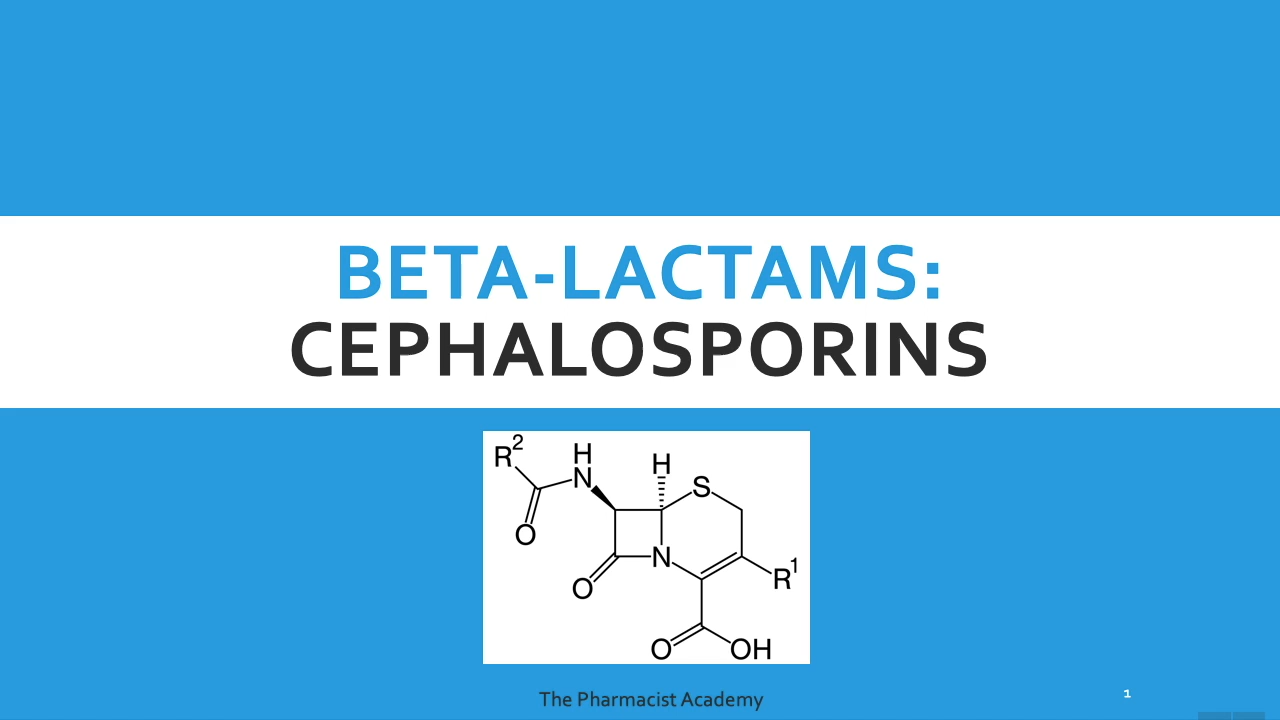 BETA-LACTAMS:
CEPHALOSPORINS
R²
H
N
H
S
O
N
O
R¹
O
OH
The Pharmacist Academy
1